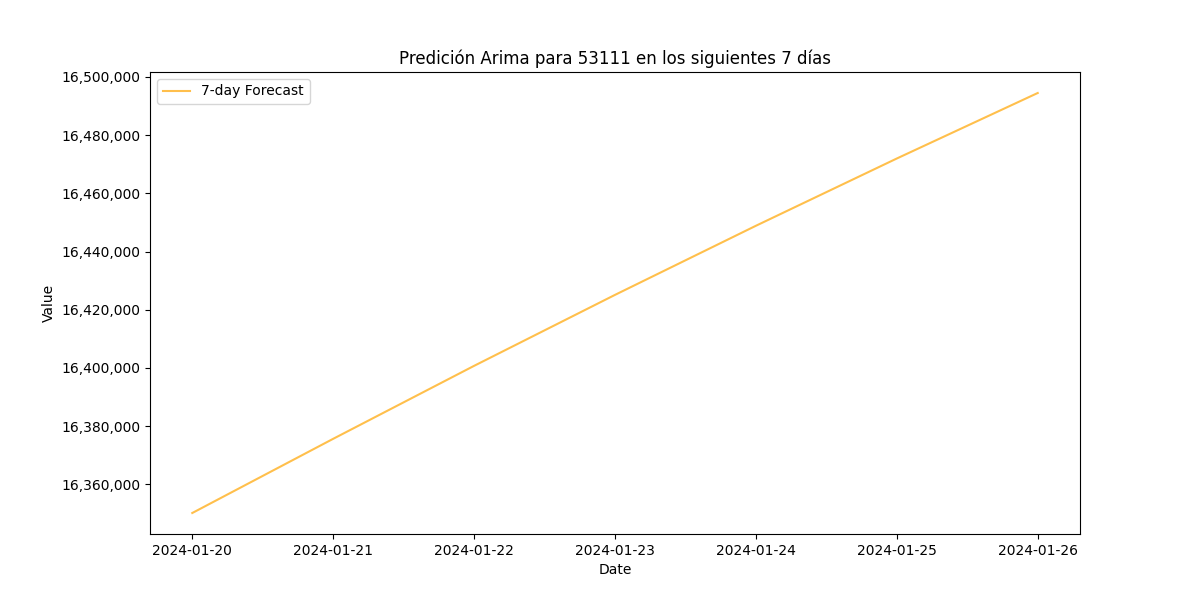 Predición Arima para 53111 en los siguientes 7 días
16,500,000
7-day Forecast
16,480,000
16,460,000
16,440,000
Value
16,420,000
16,400,000
16,380,000
16,360,000
2024-01-20 2024-01-21 2024-01-22 2024-01-23 2024-01-24 2024-01-25 2024-01-26
Date